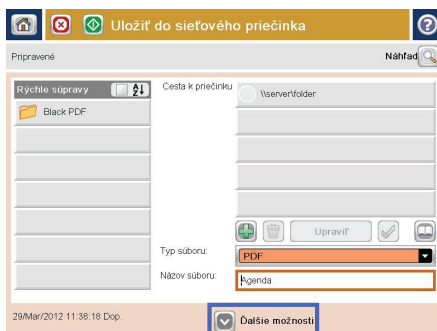 Uložiť do sieťového priečinka
Pripravené
Náhľad
Rýchle súpravy
Black PDF
Cesta k priečinku
\\server\folder
Upraviť
Typ súboru:
PDF
Názov súboru:
Agenda
29/Mar/2012 11:38:18 Dop.
Ďalšie možnosti